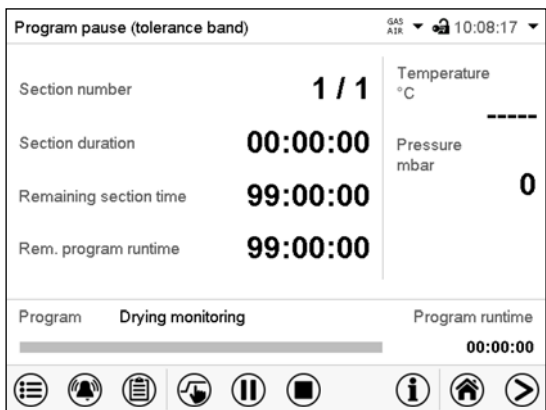 Program pause (tolerance band)
GAS
AIR
10:08:17
Section number 1 / 1
Section duration 00:00:00
Remaining section time 99:00:00
Rem. program runtime 99:00:00
Temperature
°C
-----
Pressure
mbar
0
Program Drying monitoring
Program runtime
00:00:00